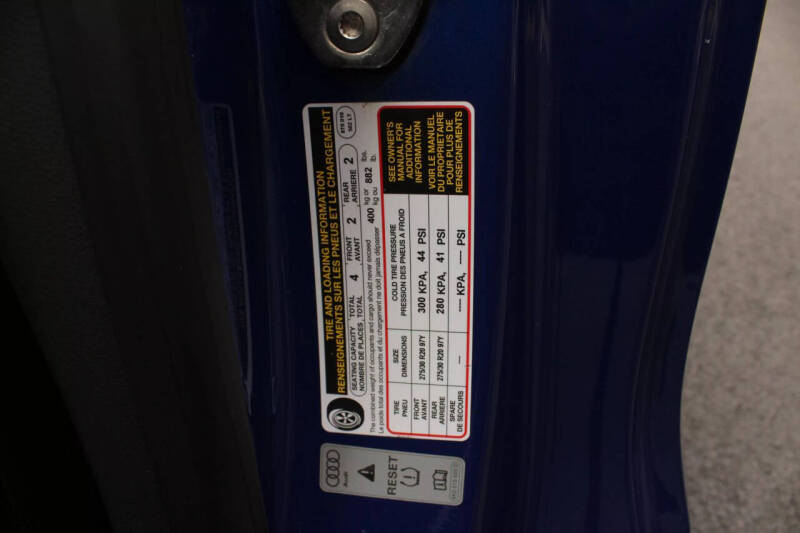 TIRE AND LOADING INFORMATION
RENSEIGNEMENTS SUR LES PNEUS ET LE CHARGEMENT
SEATING CAPACITY TOTAL 4 FRONT 2 REAR 2
NOMBRE DE PLACES TOTAL AVANT ARRIERE
The combined weight of occupants and cargo should never exceed 400 kg or 882 lbs.
Le poids total des occupants et du chargement ne doit jamais dépasser kg ou lb.
TIRE SIZE COLD TIRE PRESSURE
PNEU DIMENSIONS PRESSION DES PNEUS À FROID
FRONT 275/30 R20 97Y 300 KPA, 44 PSI
AVANT
REAR 275/30 R20 97Y 280 KPA, 41 PSI
ARRIERE
SPARE — ---- KPA, ---- PSI
DE SECOURS
SEE OWNER'S
MANUAL FOR
ADDITIONAL
INFORMATION
VOIR LE MANUEL
DU PROPRIETAIRE
POUR PLUS DE
RENSEIGNEMENTS
Audi
RESET